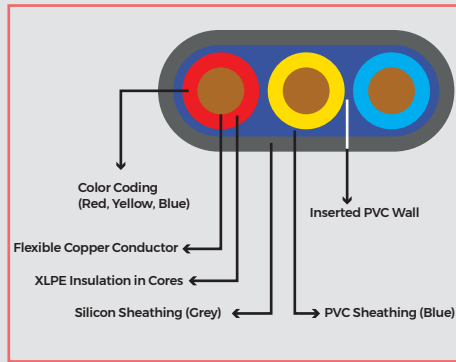 Color Coding
(Red, Yellow, Blue)
Inserted PVC Wall
Flexible Copper Conductor
XLPE Insulation in Cores
Silicon Sheathing (Grey)
PVC Sheathing (Blue)